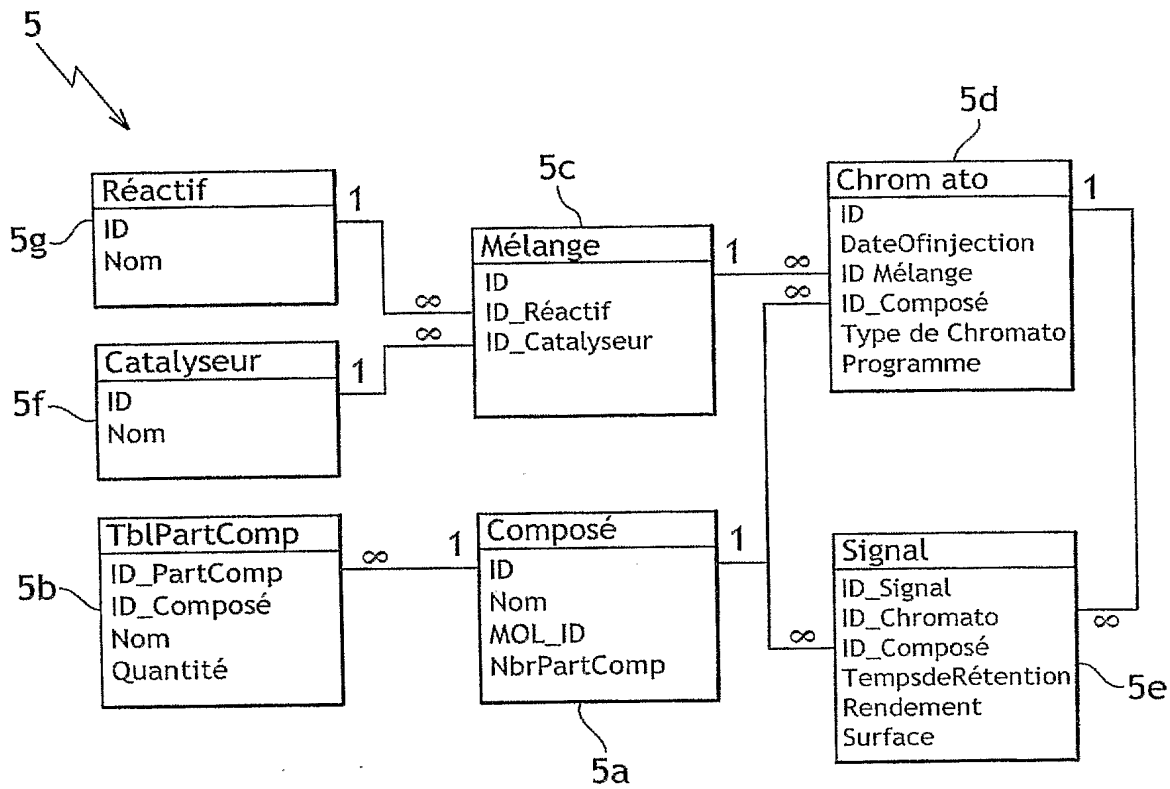 5
5d
5c
Réactif
1
5g
ID
Nom
∞
Catalyseur
1
5f
ID
Nom
∞
Mélange
1
ID
ID_Réactif
ID_Catalyseur
Chrom ato
1
ID
DateOfinjection
∞
ID Mélange
∞
ID_Composé
Type de Chromato
Programme
TblPartComp
∞
5b
ID_PartComp
ID_Composé
Nom
Quantité
1
Composé
1
ID
Nom
MOL_ID
NbrPartComp
5a
Signal
ID_Signal
ID_Chromato
∞
∞
ID_Composé
TempsdeRétention
5e
Rendement
Surface